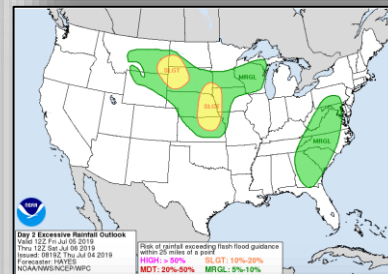 SLGT
MRGL
SLGT
MRGL
NOAA
Day 2 Excessive Rainfall Outlook
Valid 12Z Fri Jul 05 2019
Thru 12Z Sat Jul 06 2019
Issued: 0819Z Thu Jul 04 2019
Forecaster: HAYES
NOAA/NWS/NCEP/WPC
Risk of rainfall exceeding flash flood guidance
within 25 miles of a point
HIGH: > 50% SLGT: 10%-20%
MDT: 20%-50% MRGL: 5%-10%